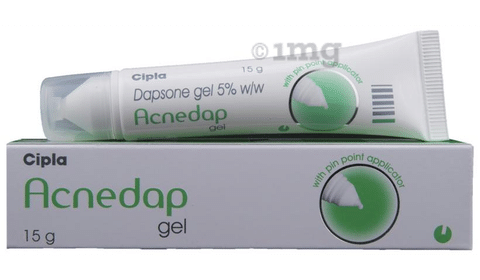 © 1mg
Cipla
15 g
Dapsone gel 5% w/w
Acnedap
gel
with pin point applicator
Cipla
Acnedap
gel
15 g
with pin point applicator